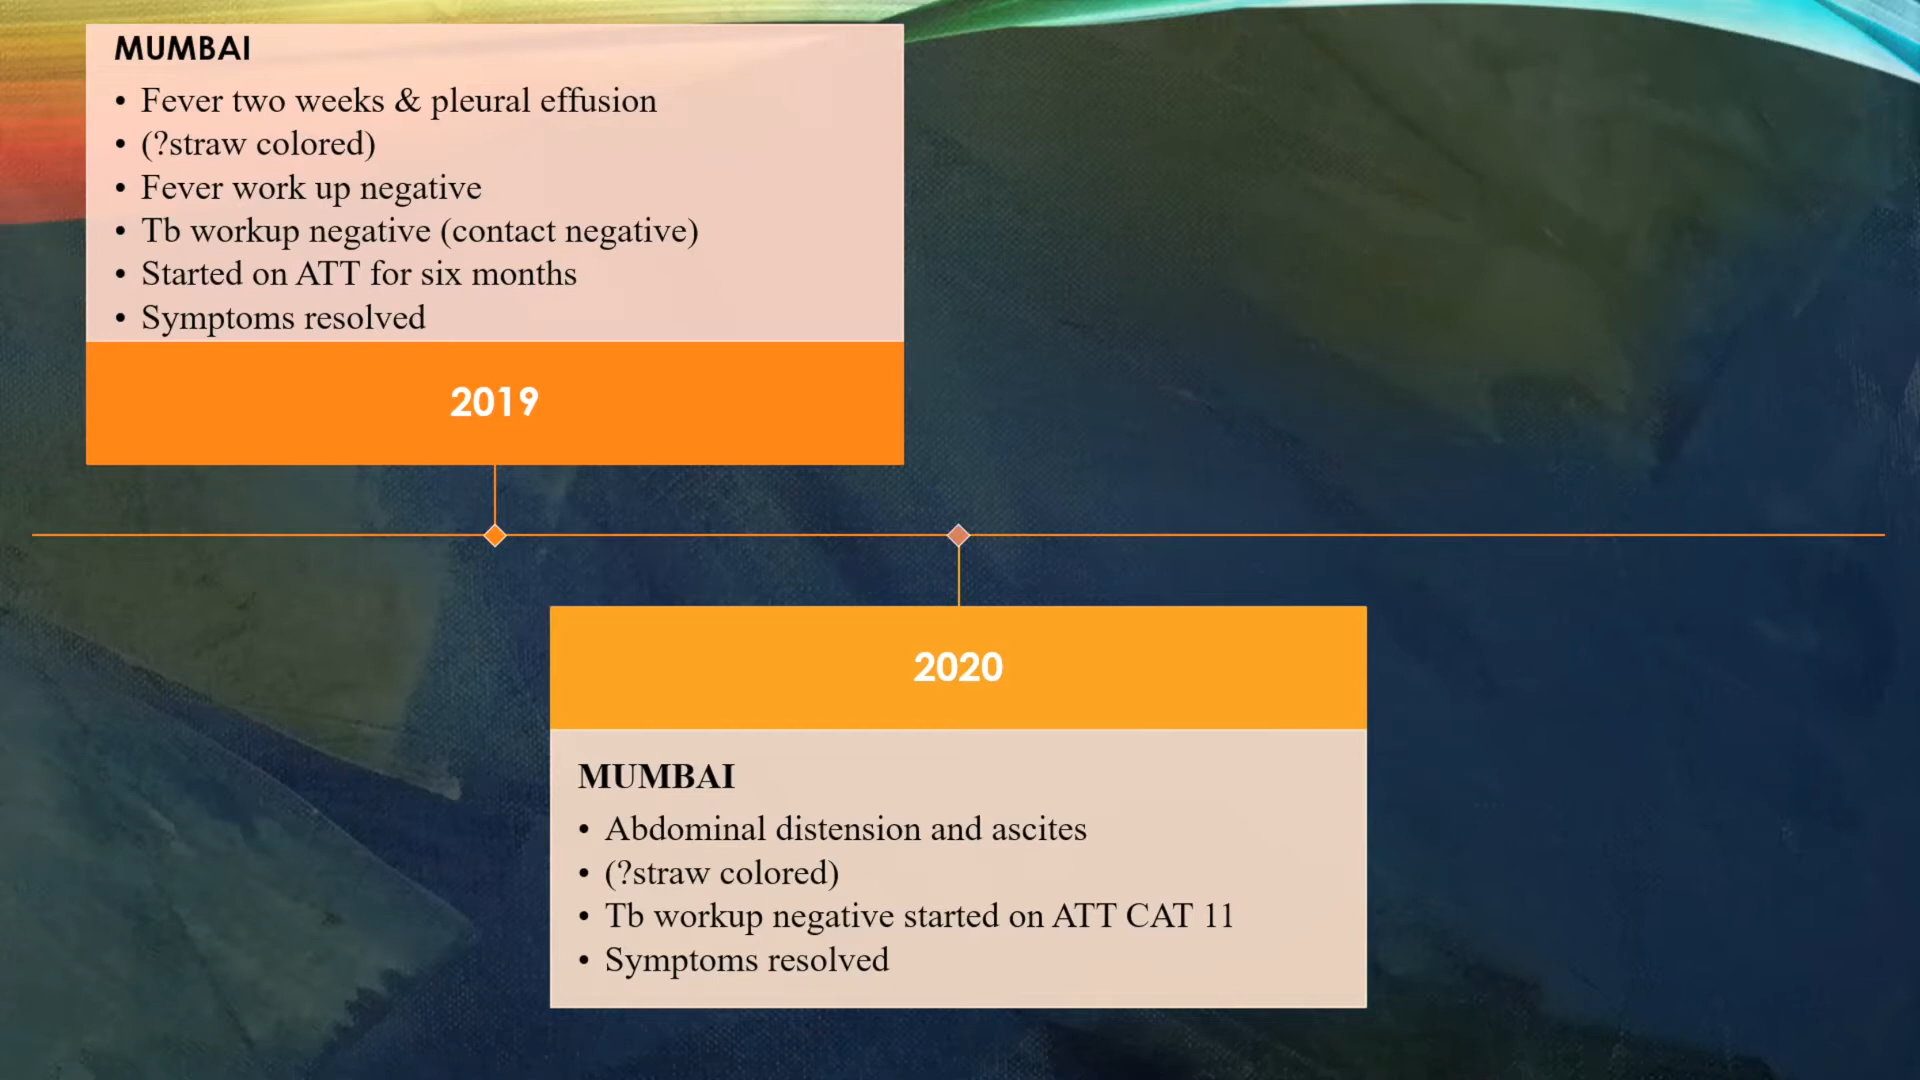 MUMBAI
• Fever two weeks & pleural effusion
• (?straw colored)
• Fever work up negative
• Tb workup negative (contact negative)
• Started on ATT for six months
• Symptoms resolved
2019
2020
MUMBAI
• Abdominal distension and ascites
• (?straw colored)
• Tb workup negative started on ATT CAT 11
• Symptoms resolved